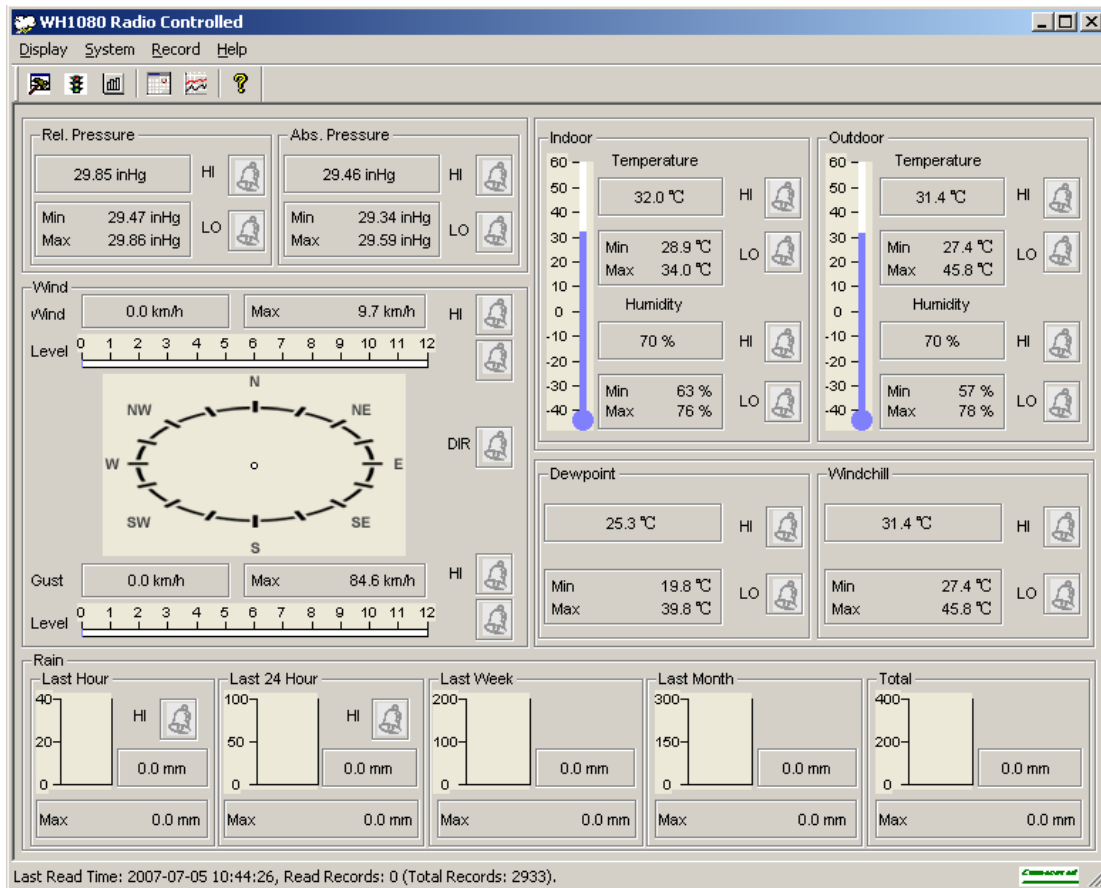 WH1080 Radio Controlled
Display System Record Help
Rel. Pressure
29.85 inHg HI
Min 29.47 inHg
Max 29.86 inHg
LO
Abs. Pressure
29.46 inHg HI
Min 29.34 inHg
Max 29.59 inHg
LO
Wind
Wind 0.0 km/h Max 9.7 km/h HI
Level 0 1 2 3 4 5 6 7 8 9 10 11 12
N
NW NE
W E
SW SE
S
DIR
Gust 0.0 km/h Max 84.6 km/h HI
Level 0 1 2 3 4 5 6 7 8 9 10 11 12
Indoor
60
50
40
30
20
10
0
-10
-20
-30
-40
Temperature
32.0 ℃ HI
Min 28.9 ℃
Max 34.0 ℃
LO
Humidity
70 % HI
Min 63 %
Max 76 %
LO
Outdoor
60
50
40
30
20
10
0
-10
-20
-30
-40
Temperature
31.4 ℃ HI
Min 27.4 ℃
Max 45.8 ℃
LO
Humidity
70 % HI
Min 57 %
Max 78 %
LO
Dewpoint
25.3 ℃ HI
Min 19.8 ℃
Max 39.8 ℃
LO
Windchill
31.4 ℃ HI
Min 27.4 ℃
Max 45.8 ℃
LO
Rain
Last Hour
40
20
0
HI
0.0 mm
Max 0.0 mm
Last 24 Hour
100
50
0
HI
0.0 mm
Max 0.0 mm
Last Week
200
100
0
0.0 mm
Max 0.0 mm
Last Month
300
150
0
0.0 mm
Max 0.0 mm
Total
400
200
0
0.0 mm
Max 0.0 mm
Last Read Time: 2007-07-05 10:44:26, Read Records: 0 (Total Records: 2933).